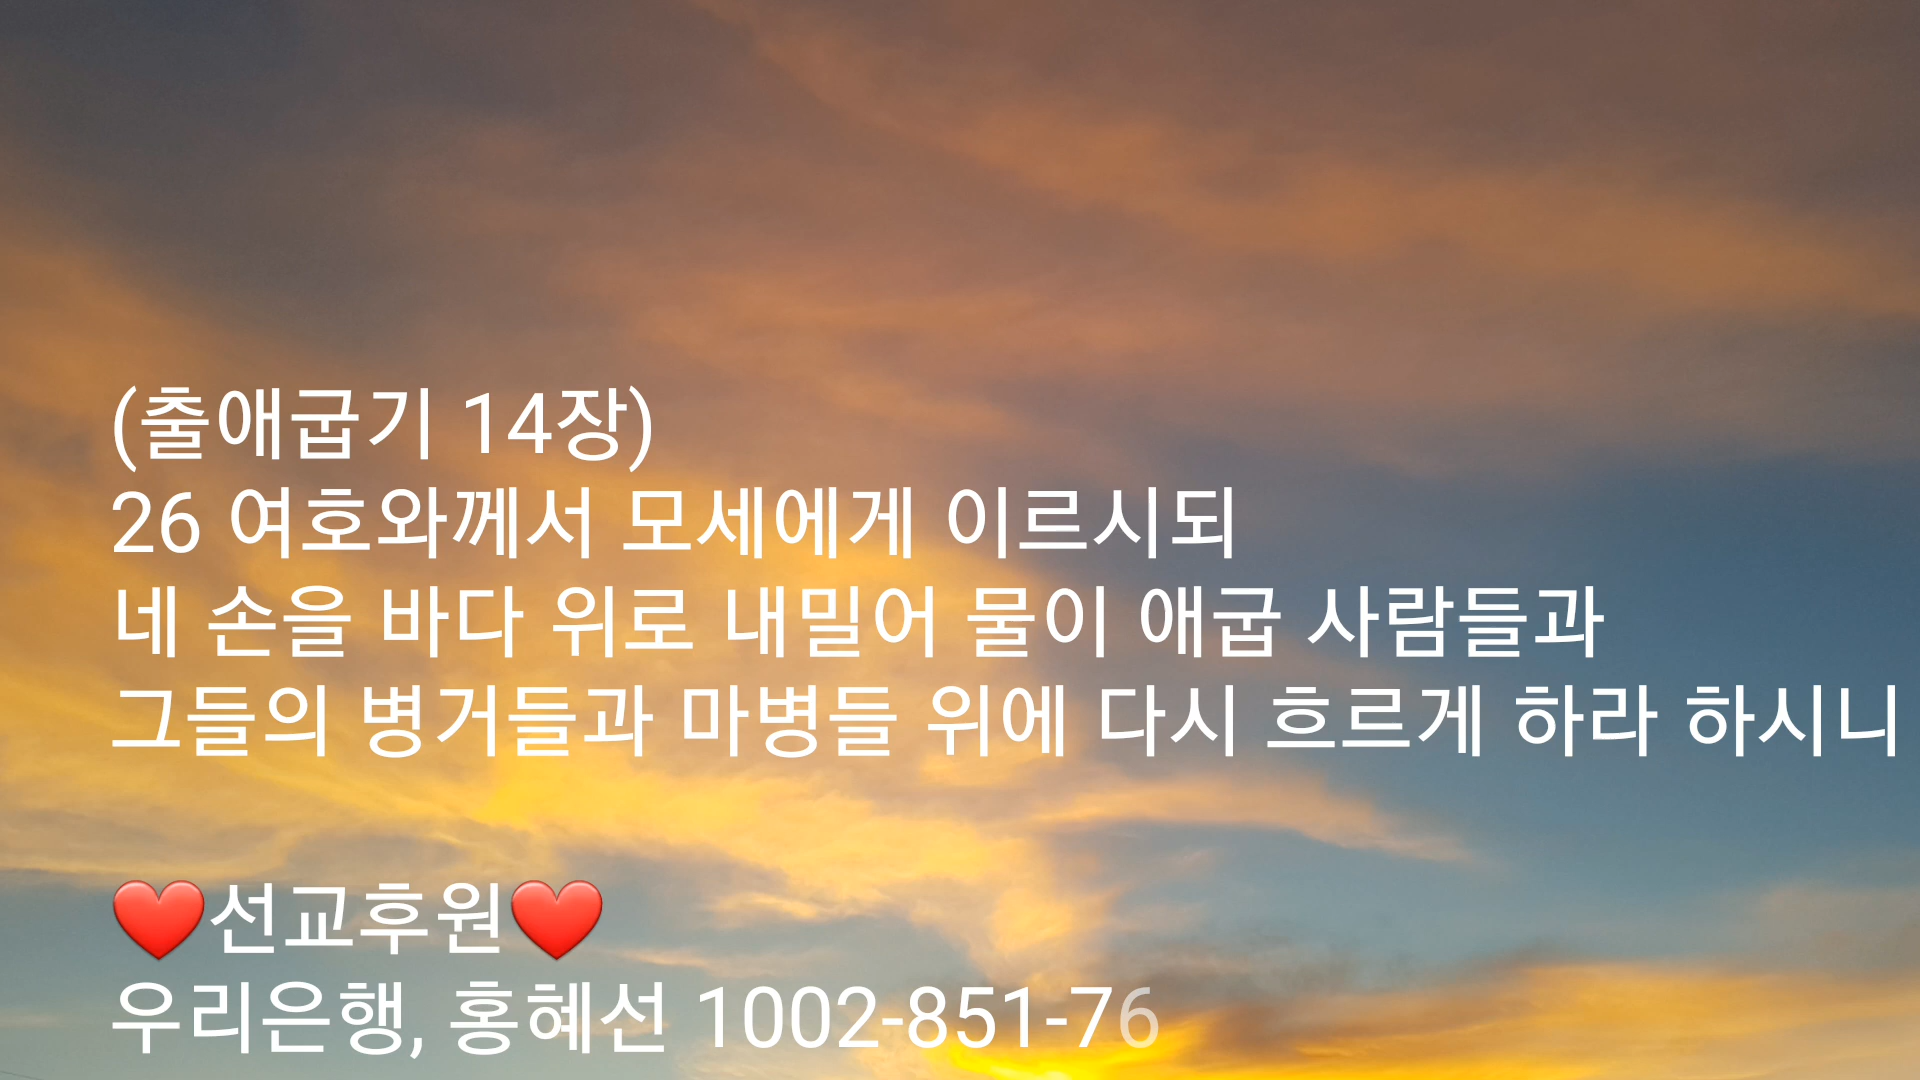 (출애굽기 14장)
26 여호와께서 모세에게 이르시되
네 손을 바다 위로 내밀어 물이 애굽 사람들과
그들의 병거들과 마병들 위에 다시 흐르게 하라 하시니
❤️선교후원❤️
우리은행, 홍혜선 1002-851-76